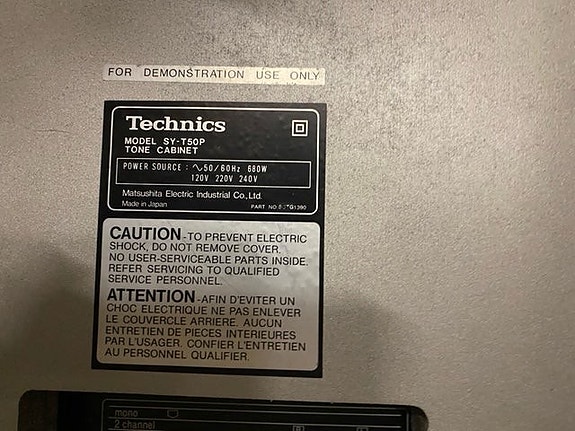 FOR DEMONSTRATION USE ONLY
Technics
MODEL SY-T50P
TONE CABINET
POWER SOURCE : ∿50/60Hz 680W
120V 220V 240V
Matsushita Electric Industrial Co., Ltd.
Made in Japan
PART NO
CAUTION-TO PREVENT ELECTRIC
SHOCK, DO NOT REMOVE COVER.
NO USER-SERVICEABLE PARTS INSIDE.
REFER SERVICING TO QUALIFIED
SERVICE PERSONNEL.
ATTENTION-AFIN D'EVITER UN
CHOC ELECTRIQUE NE PAS ENLEVER
LE COUVERCLE ARRIERE. AUCUN
ENTRETIEN DE PIECES INTERIEURES
PAR L'USAGER. CONFIER L'ENTRETIEN
AU PERSONNEL QUALIFIER.
mono
2 channel